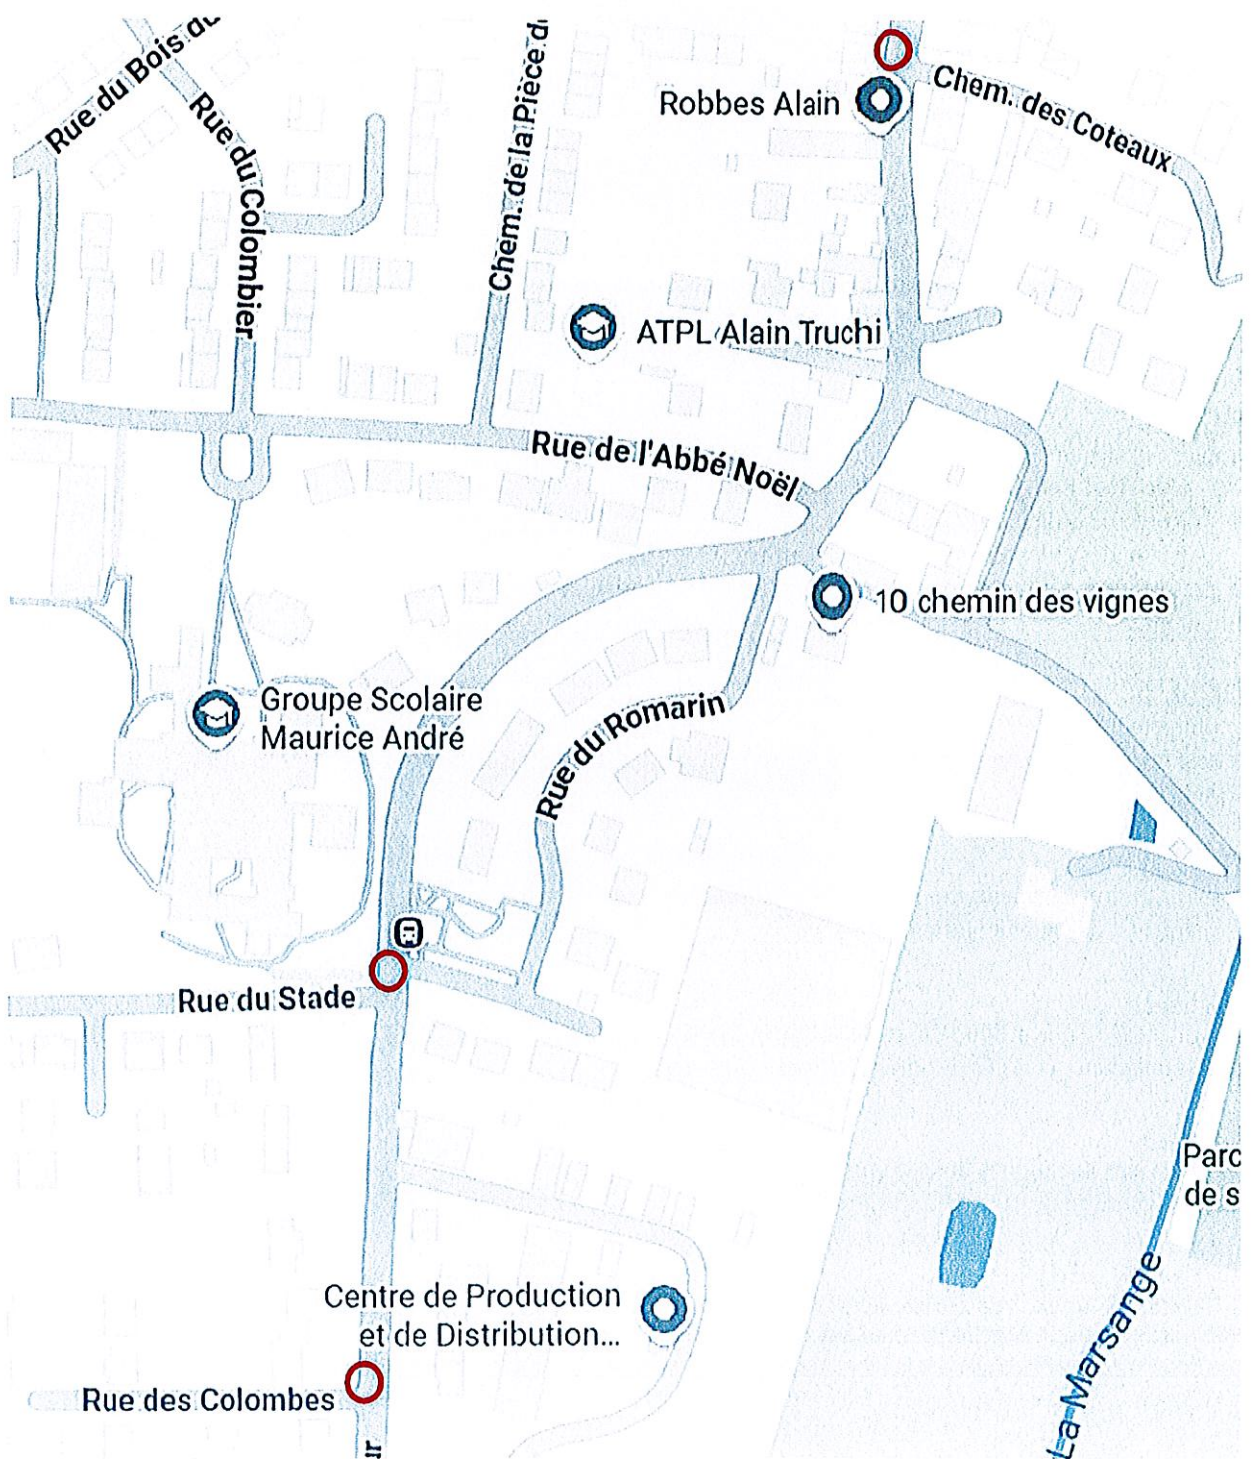 Rue du Bois du
Rue du Colombier
Chem. de la Pièce d
Robbes Alain
Chem. des Coteaux
ATPL Alain Truchi
Rue de l'Abbé Noël
10 chemin des vignes
Groupe Scolaire
Maurice André
Rue du Romarin
Rue du Stade
Parc
de s
Centre de Production
et de Distribution...
La Marsange
Rue des Colombes
ur